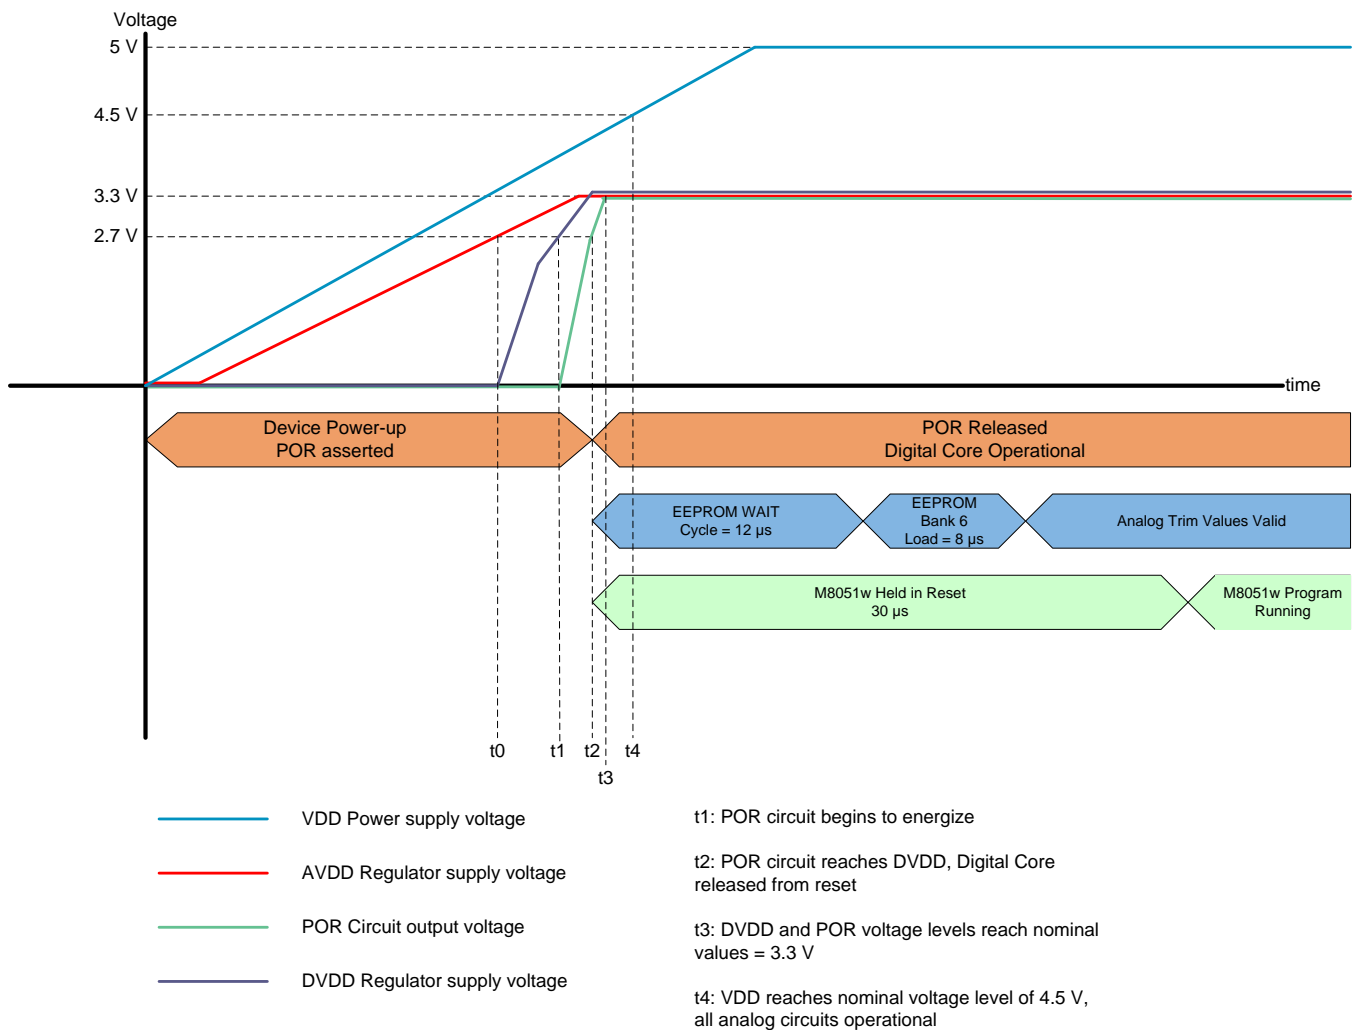 Voltage
5 V
4.5 V
3.3 V
2.7 V
time
Device Power-up
POR asserted
POR Released
Digital Core Operational
EEPROM WAIT
Cycle = 12 µs
EEPROM
Bank 6
Load = 8 µs
Analog Trim Values Valid
M8051w Held in Reset
30 µs
M8051w Program
Running
t0
t1
t2
t4
t3
VDD Power supply voltage
AVDD Regulator supply voltage
POR Circuit output voltage
DVDD Regulator supply voltage
t1: POR circuit begins to energize
t2: POR circuit reaches DVDD, Digital Core
released from reset
t3: DVDD and POR voltage levels reach nominal
values = 3.3 V
t4: VDD reaches nominal voltage level of 4.5 V,
all analog circuits operational